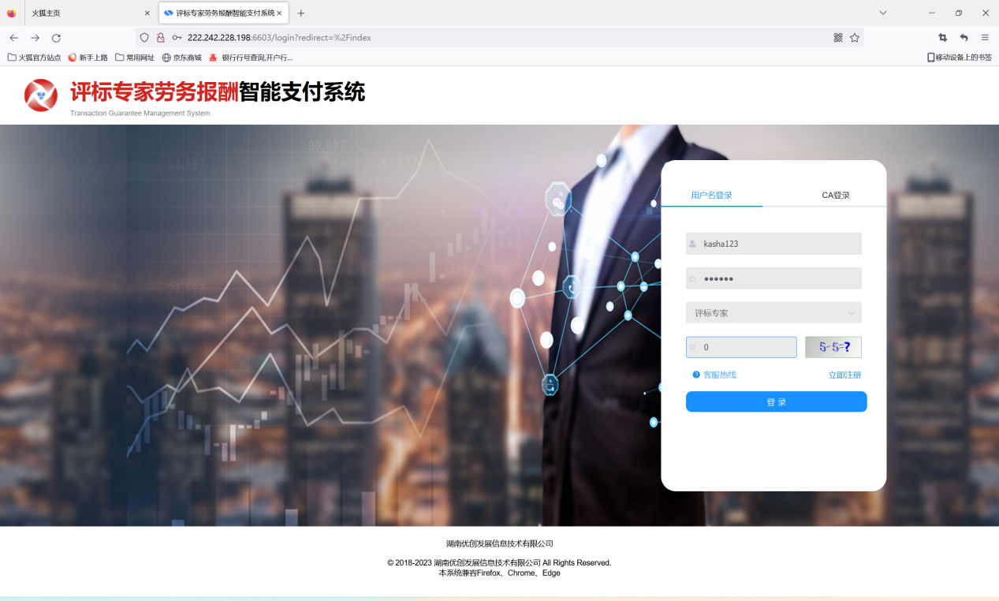 火狐主页
评标专家劳务报酬智能支付系统
222.242.228.198:6603/login?redirect=%2Findex
火狐官方站点 新手上路 常用网址 京东商城 银行行号查询,开户行... 移动设备上的书签
评标专家劳务报酬智能支付系统
Transaction Guarantee Management System
90,897
83,897
用户名登录 CA登录
kasha123
●●●●●●
评标专家
0 5-5=?
客服热线 立即注册
登 录
湖南优创发展信息技术有限公司
© 2018-2023 湖南优创发展信息技术有限公司 All Rights Reserved.
本系统兼容Firefox、Chrome、Edge